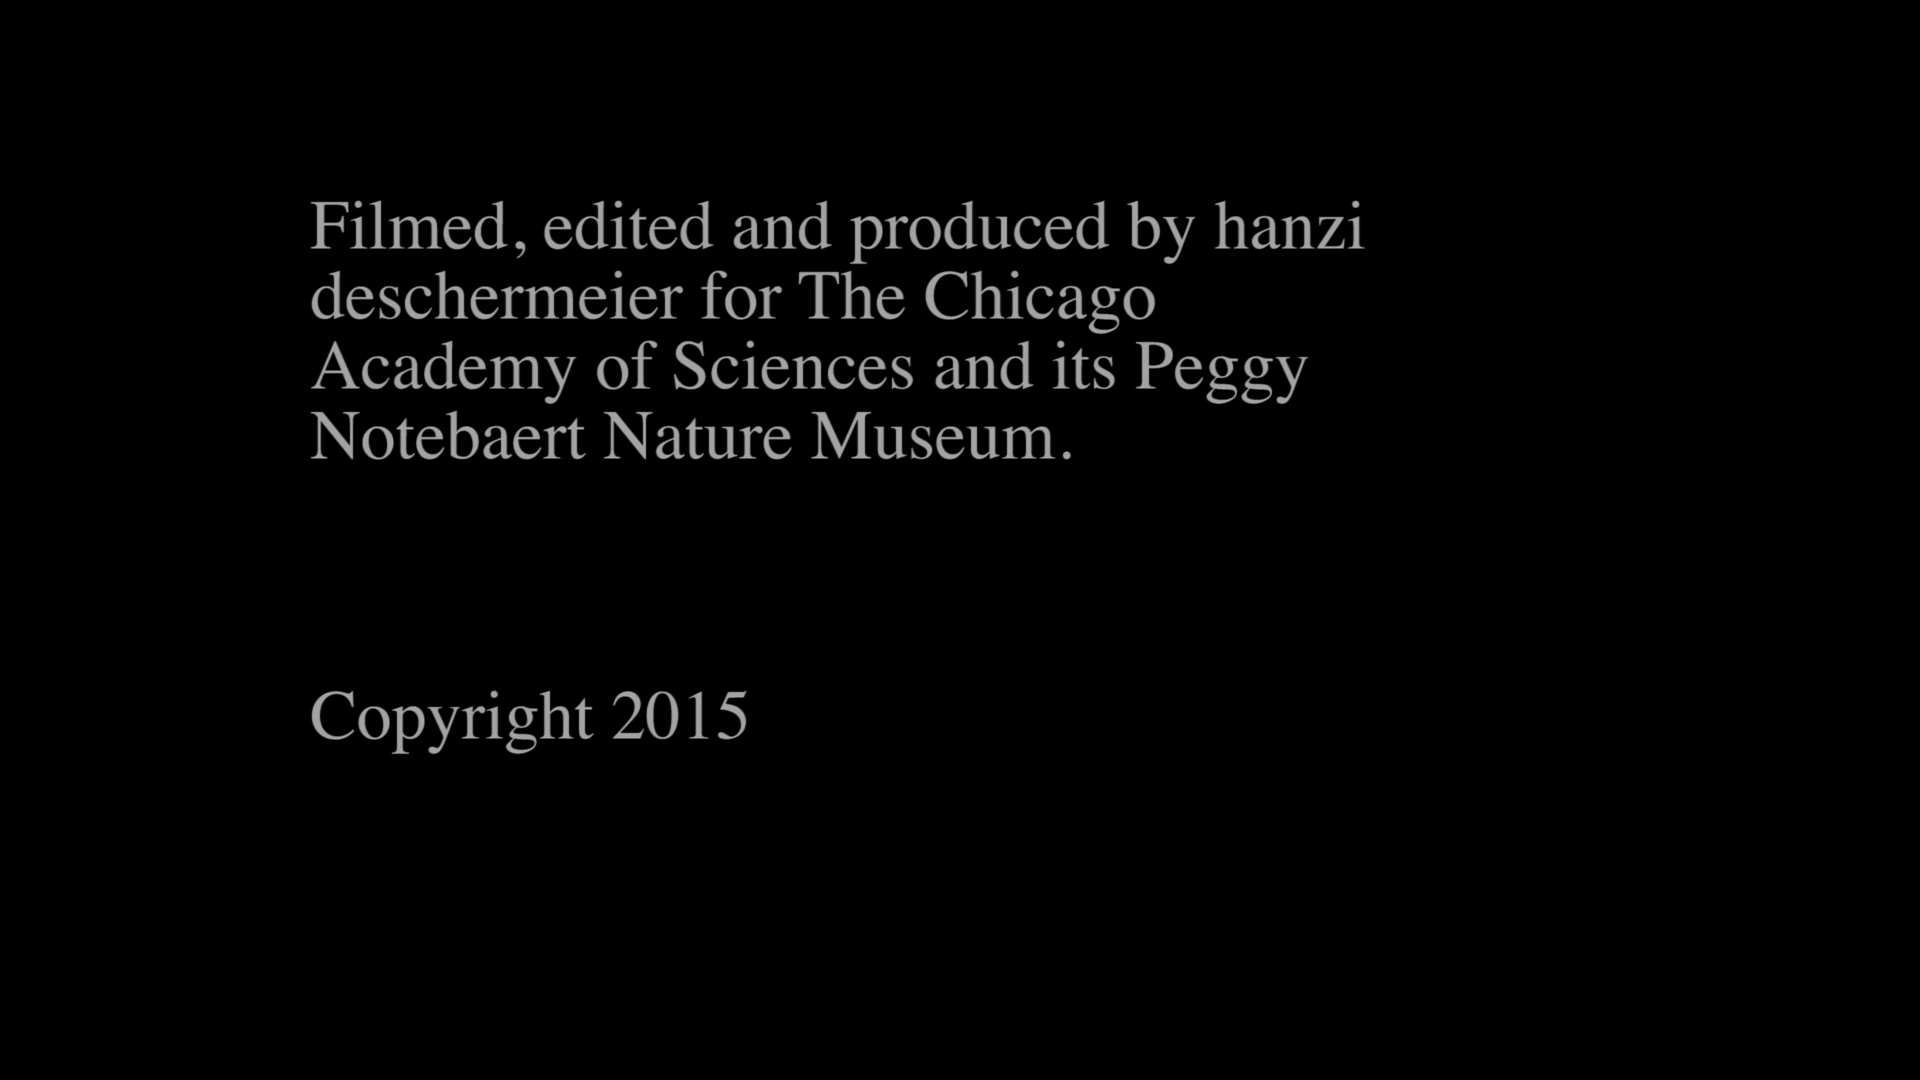 Filmed, edited and produced by hanzi
deschermeier for The Chicago
Academy of Sciences and its Peggy
Notebaert Nature Museum.
Copyright 2015